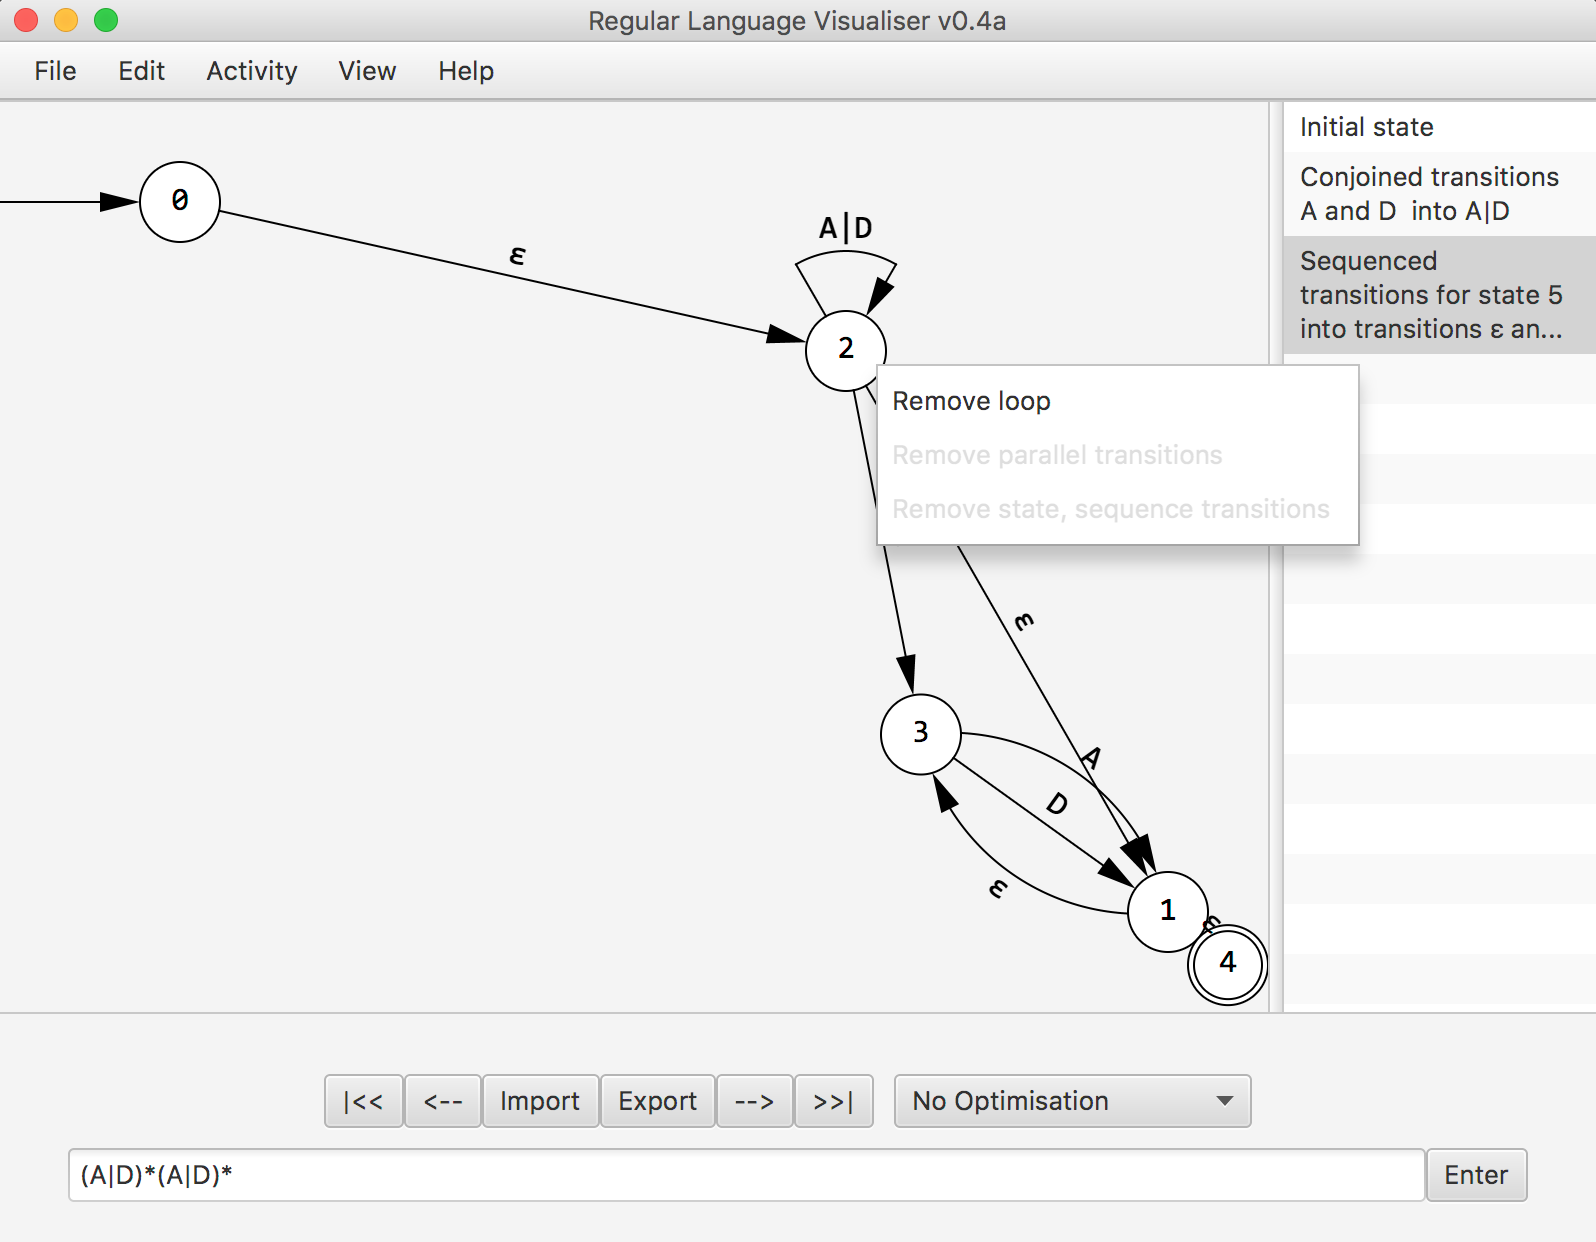 Regular Language Visualiser v0.4a
File Edit Activity View Help
Initial state
Conjoined transitions
A and D  into A|D
Sequenced
transitions for state 5
into transitions ε an...
0
ε
A|D
2
Remove loop
Remove parallel transitions
Remove state, sequence transitions
ε
3
A
D
ε
1
ε
4
|<< <-- Import Export --> >>| No Optimisation
(A|D)*(A|D)* Enter